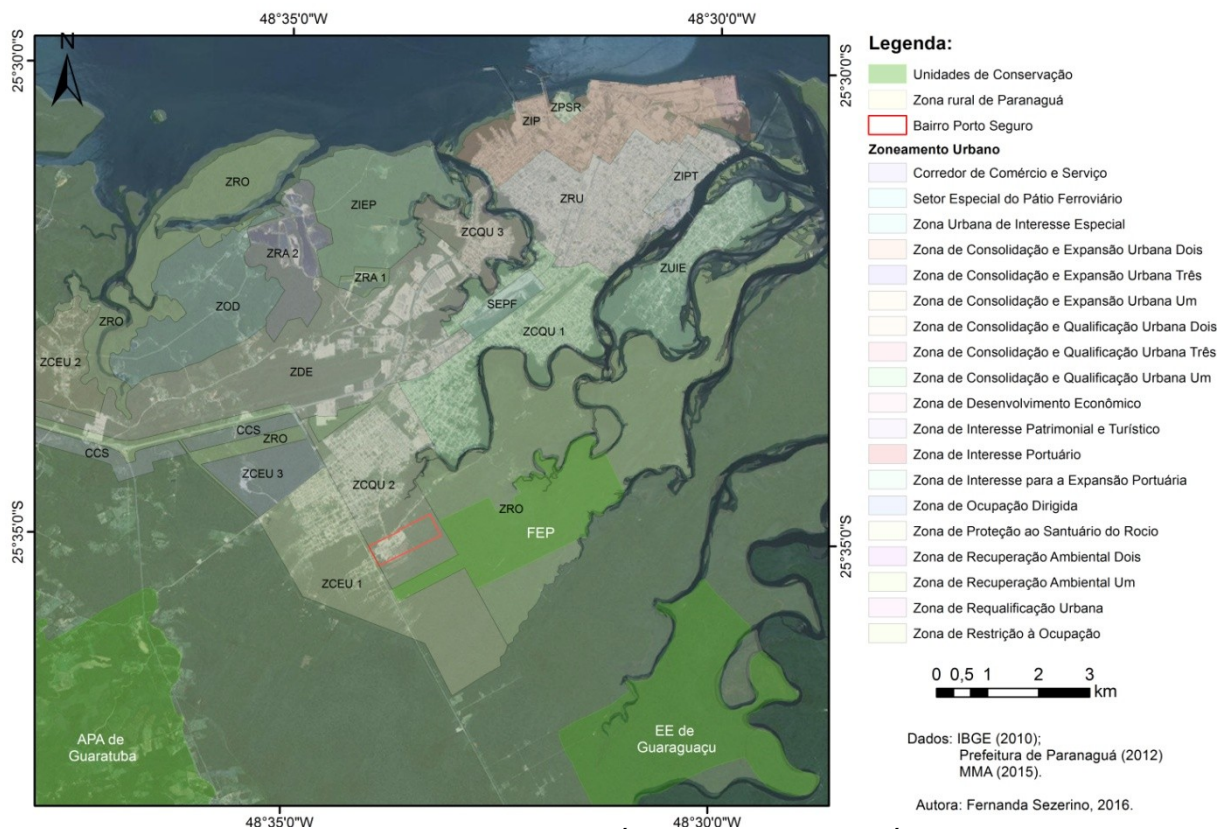 48°35'0"W
48°30'0"W
N
25°30'0"S
25°30'0"S
Legenda:
Unidades de Conservação
Zona rural de Paranaguá
Bairro Porto Seguro
Zoneamento Urbano
Corredor de Comércio e Serviço
Setor Especial do Pátio Ferroviário
Zona Urbana de Interesse Especial
Zona de Consolidação e Expansão Urbana Dois
Zona de Consolidação e Expansão Urbana Três
Zona de Consolidação e Expansão Urbana Um
Zona de Consolidação e Qualificação Urbana Dois
Zona de Consolidação e Qualificação Urbana Três
Zona de Consolidação e Qualificação Urbana Um
Zona de Desenvolvimento Econômico
Zona de Interesse Patrimonial e Turístico
Zona de Interesse Portuário
Zona de Interesse para a Expansão Portuária
Zona de Ocupação Dirigida
Zona de Proteção ao Santuário do Rocio
Zona de Recuperação Ambiental Dois
Zona de Recuperação Ambiental Um
Zona de Requalificação Urbana
Zona de Restrição à Ocupação
ZPSR
ZIP
ZRO
ZIEP
ZRU
ZIPT
ZCQU 3
ZRA 2
ZRA 1
ZUIE
ZOD
SEPF
ZRO
ZCQU 1
ZCEU 2
ZDE
CCS
ZRO
CCS
ZCEU 3
ZCQU 2
ZRO
FEP
ZCEU 1
25°35'0"S
25°35'0"S
APA de
Guaratuba
EE de
Guaraguaçu
0 0,5 1 2 3
km
Dados: IBGE (2010);
Prefeitura de Paranaguá (2012)
MMA (2015).
Autora: Fernanda Sezerino, 2016.
48°35'0"W
48°30'0"W